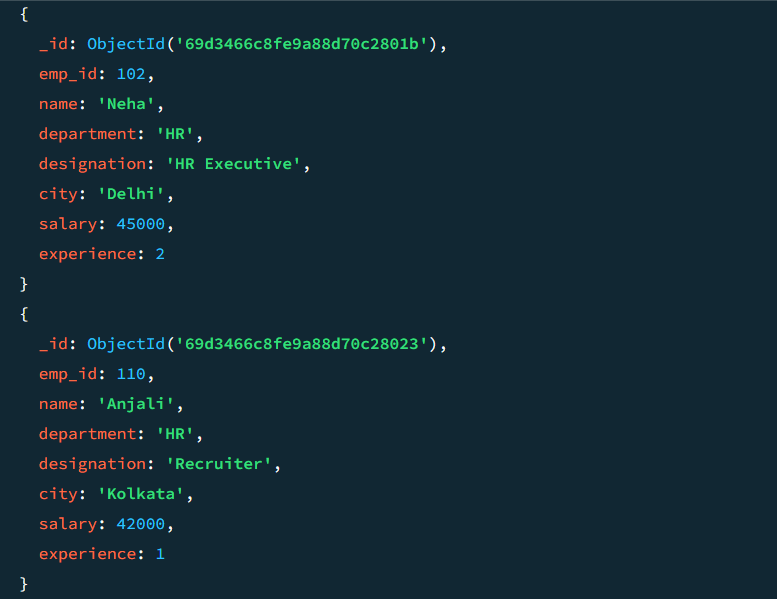 {
  _id: ObjectId('69d3466c8fe9a88d70c2801b'),
  emp_id: 102,
  name: 'Neha',
  department: 'HR',
  designation: 'HR Executive',
  city: 'Delhi',
  salary: 45000,
  experience: 2
}
{
  _id: ObjectId('69d3466c8fe9a88d70c28023'),
  emp_id: 110,
  name: 'Anjali',
  department: 'HR',
  designation: 'Recruiter',
  city: 'Kolkata',
  salary: 42000,
  experience: 1
}